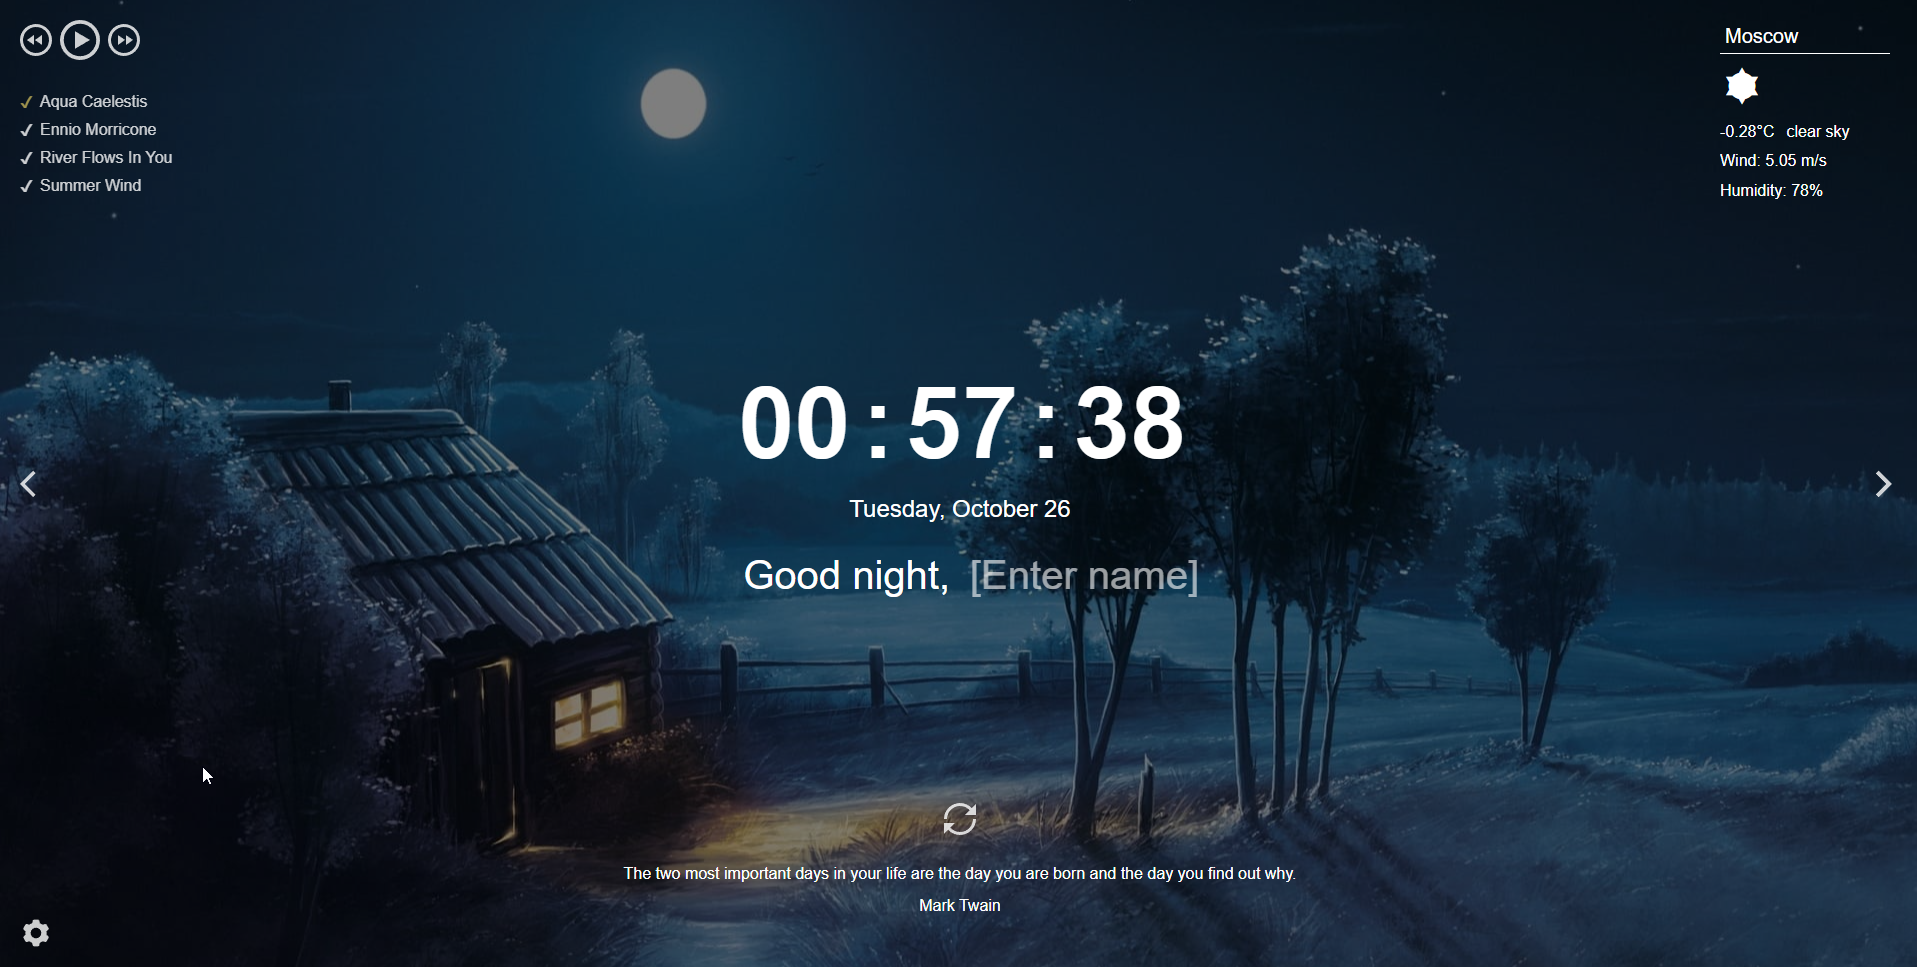 Aqua Caelestis
Ennio Morricone
River Flows In You
Summer Wind
Moscow
-0.28°C clear sky
Wind: 5.05 m/s
Humidity: 78%
00:57:38
Tuesday, October 26
Good night, [Enter name]
The two most important days in your life are the day you are born and the day you find out why.
Mark Twain